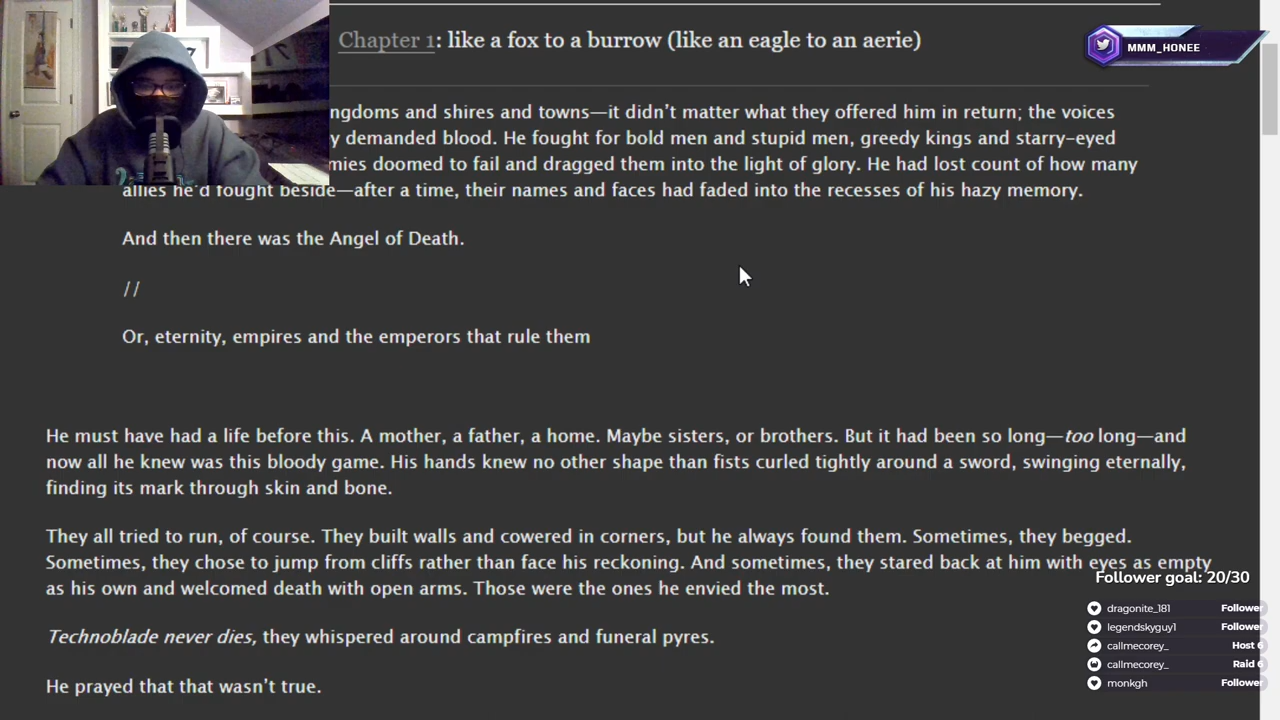 Chapter 1: like a fox to a burrow (like an eagle to an aerie)
MMM_HONEE
ngdoms and shires and towns—it didn't matter what they offered him in return; the voices
y demanded blood. He fought for bold men and stupid men, greedy kings and starry-eyed
mies doomed to fail and dragged them into the light of glory. He had lost count of how many
allies he'd fought beside—after a time, their names and faces had faded into the recesses of his hazy memory.
And then there was the Angel of Death.
//
Or, eternity, empires and the emperors that rule them
He must have had a life before this. A mother, a father, a home. Maybe sisters, or brothers. But it had been so long—too long—and
now all he knew was this bloody game. His hands knew no other shape than fists curled tightly around a sword, swinging eternally,
finding its mark through skin and bone.
They all tried to run, of course. They built walls and cowered in corners, but he always found them. Sometimes, they begged.
Sometimes, they chose to jump from cliffs rather than face his reckoning. And sometimes, they stared back at him with eyes as empty
as his own and welcomed death with open arms. Those were the ones he envied the most.
Technoblade never dies, they whispered around campfires and funeral pyres.
He prayed that that wasn't true.
Follower goal: 20/30
dragonite_181 Follower
legendskyguy1 Follower
callmecorey_ Host 6
callmecorey_ Raid 6
monkgh Follower